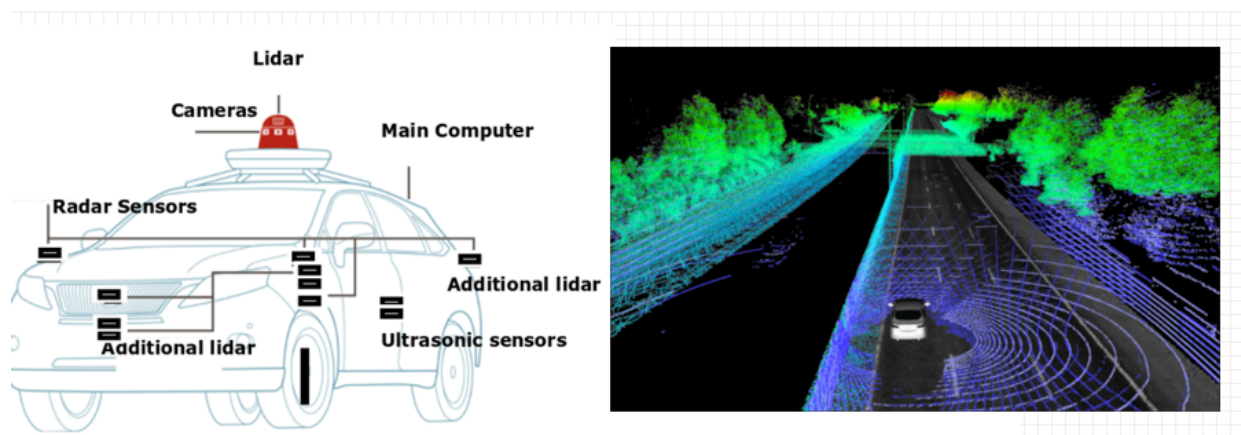 Lidar
Cameras
Main Computer
Radar Sensors
Additional lidar
Additional lidar
Ultrasonic sensors